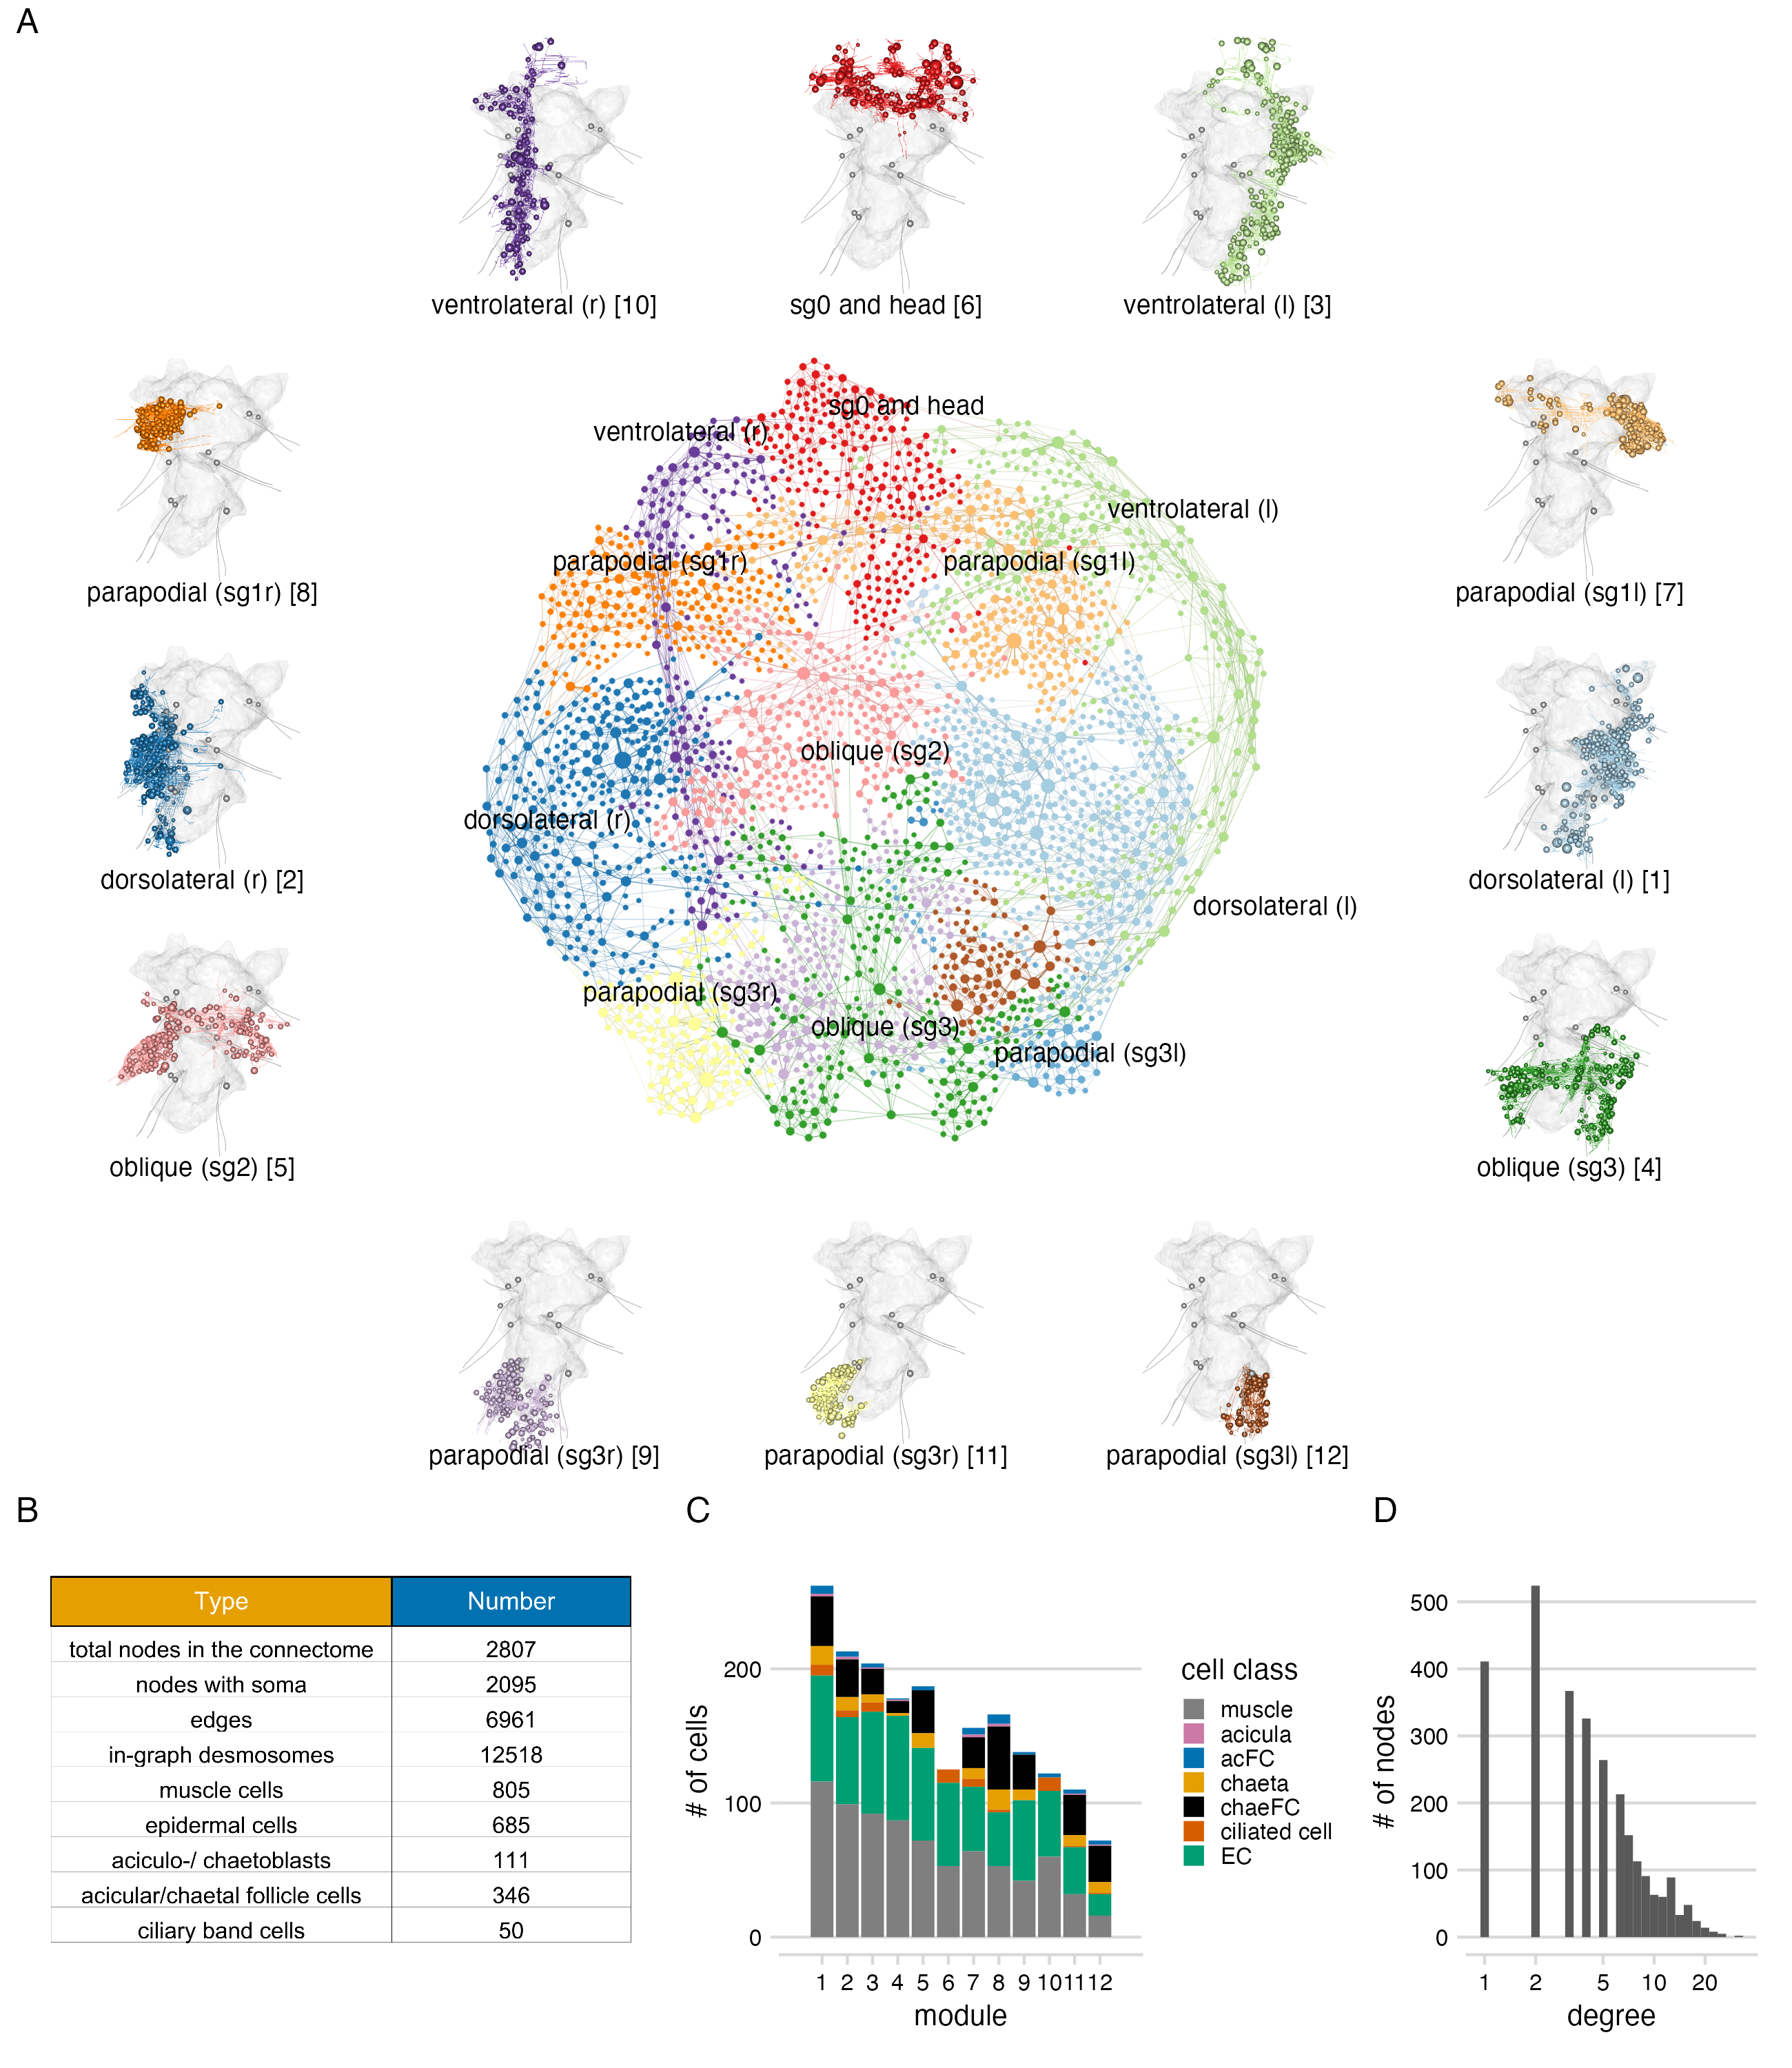 A
ventrolateral (r) [10]
sg0 and head [6]
ventrolateral (l) [3]
parapodial (sg1r) [8]
parapodial (sg1l) [7]
dorsolateral (r) [2]
dorsolateral (l) [1]
oblique (sg2) [5]
oblique (sg3) [4]
sg0 and head
ventrolateral (r)
ventrolateral (l)
parapodial (sg1r)
parapodial (sg1l)
oblique (sg2)
dorsolateral (r)
dorsolateral (l)
parapodial (sg3r)
oblique (sg3)
parapodial (sg3l)
parapodial (sg3r) [9]
parapodial (sg3r) [11]
parapodial (sg3l) [12]
B
Type Number
total nodes in the connectome 2807
nodes with soma 2095
edges 6961
in-graph desmosomes 12518
muscle cells 805
epidermal cells 685
aciculo-/ chaetoblasts 111
acicular/chaetal follicle cells 346
ciliary band cells 50
C
# of cells
200
100
0
1 2 3 4 5 6 7 8 9 10 11 12
module
cell class
muscle
acicula
acFC
chaeta
chaeFC
ciliated cell
EC
D
# of nodes
500
400
300
200
100
0
1 2 5 10 20
degree